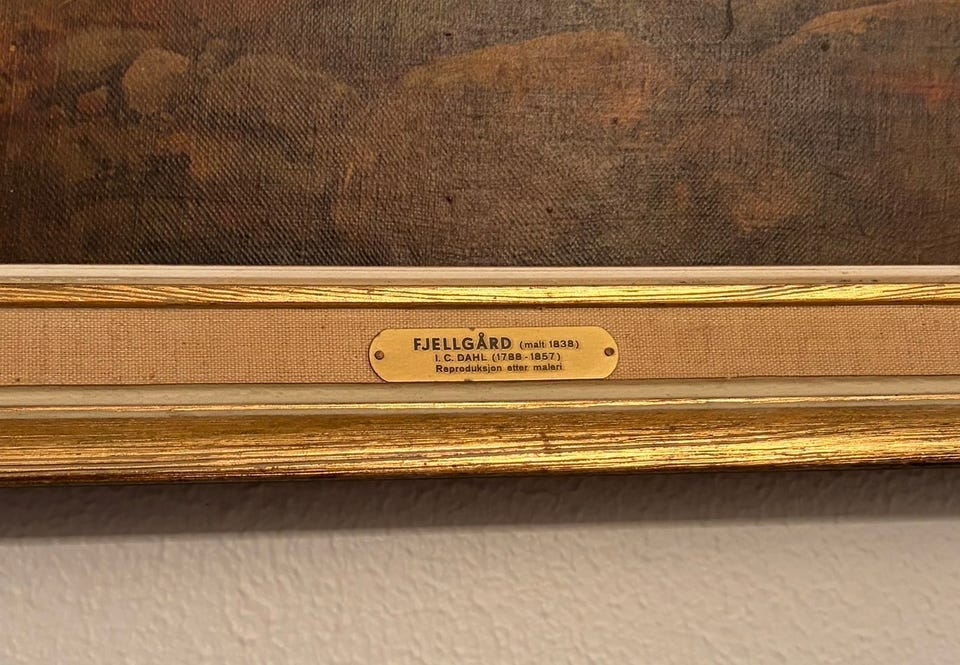 FJELLGÅRD (malt 1838)
I. C. DAHL (1788 - 1857)
Reproduksjon etter maleri